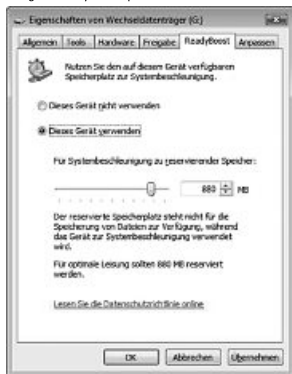 Eigenschaften von Wechseldatenträger (G:)
Allgemein Tools Hardware Freigabe ReadyBoost Anpassen
Nutzen Sie den auf diesem Gerät verfügbaren
Speicherplatz zur Systembeschleunigung.
Dieses Gerät nicht verwenden
Dieses Gerät verwenden
Für Systembeschleunigung zu reservierender Speicher:
880 MB
Der reservierte Speicherplatz steht nicht für die
Speicherung von Dateien zur Verfügung, während
das Gerät zur Systembeschleunigung verwendet
wird.
Für optimale Leisung sollten 880 MB reserviert
werden.
Lesen Sie die Datenschutzrichtlinie online
OK Abbrechen Übernehmen